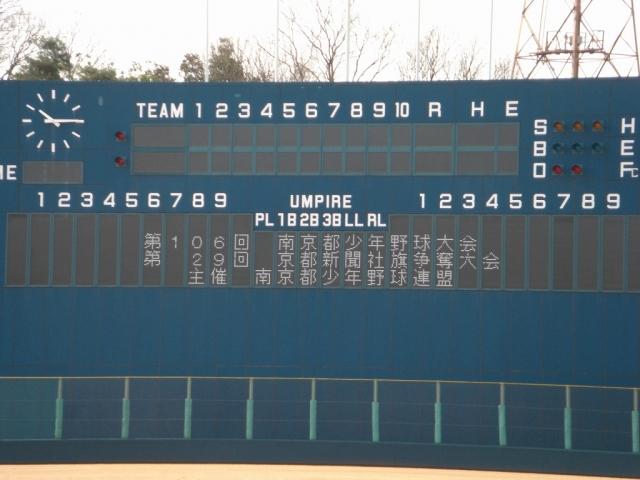 TEAM 1 2 3 4 5 6 7 8 9 10 R H E
S H
B E
O F
ME
1 2 3 4 5 6 7 8 9 UMPIRE 1 2 3 4 5 6 7 8 9
PL 1B 2B 3B LL RL
第106回 南京都少年野球大会
第 29回 京都新聞社旗争奪大会
主催 南京都少年野球連盟